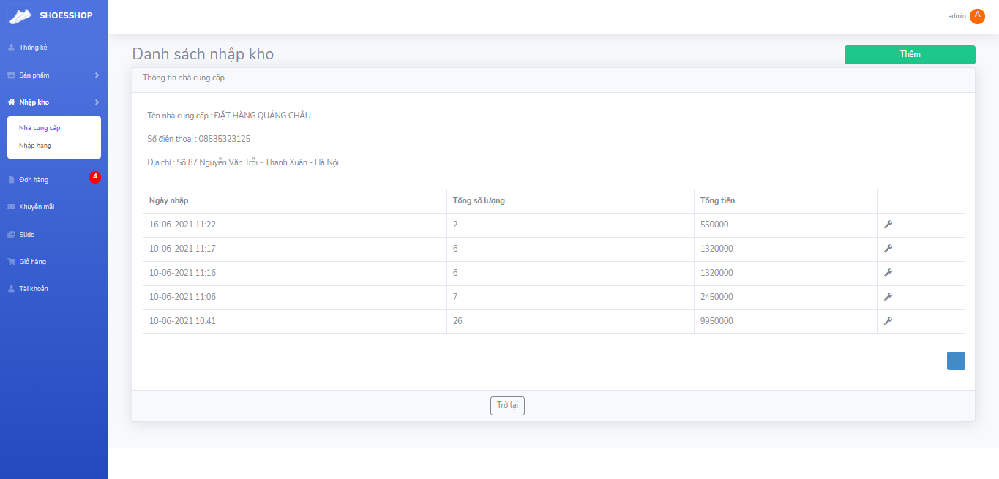 SHOESSHOP
admin A
Thống kê
Sản phẩm
Nhập kho
Nhà cung cấp
Nhập hàng
Đơn hàng 4
Khuyễn mãi
Slide
Giỏ hàng
Tài khoản
Danh sách nhập kho
Thêm
Thông tin nhà cung cấp
Tên nhà cung cấp : ĐẶT HÀNG QUẢNG CHÂU
Số điện thoại : 08535323125
Địa chỉ : Số 87 Nguyễn Văn Trỗi - Thanh Xuân - Hà Nội
Ngày nhập Tổng số lượng Tổng tiền
16-06-2021 11:22 2 550000
10-06-2021 11:17 6 1320000
10-06-2021 11:16 6 1320000
10-06-2021 11:06 7 2450000
10-06-2021 10:41 26 9950000
1
Trở lại